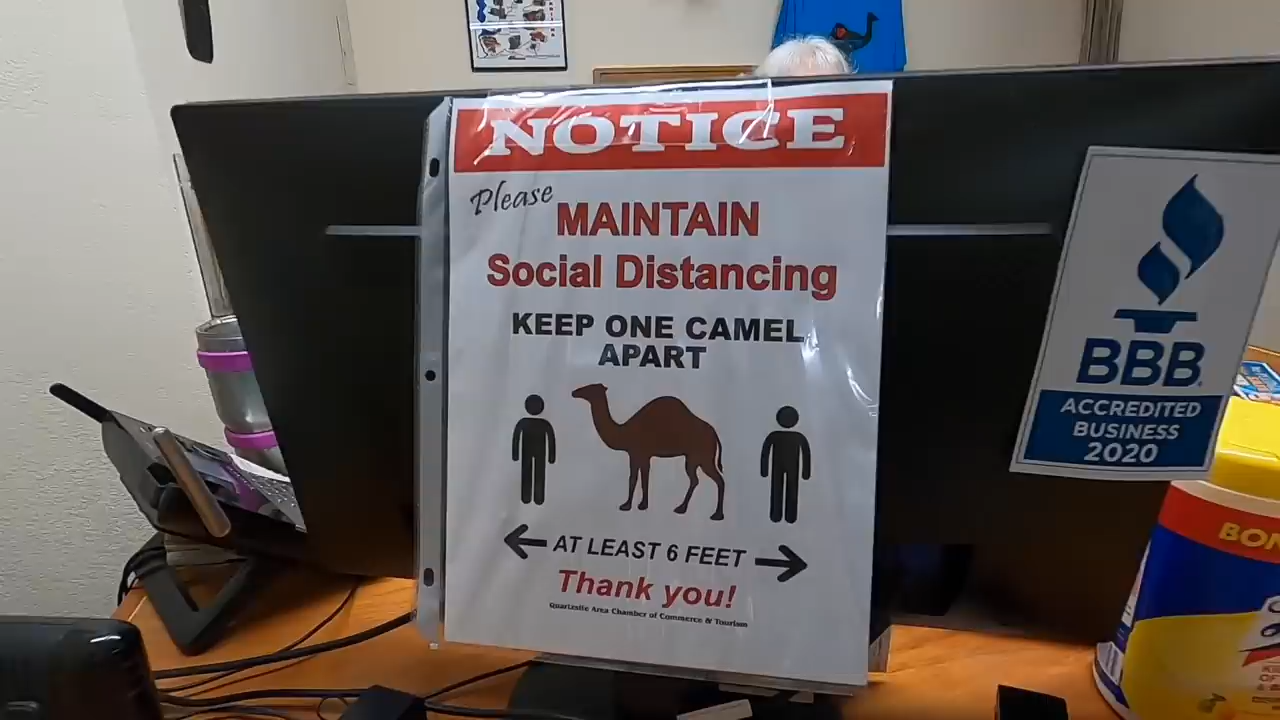 NOTICE
Please
MAINTAIN
Social Distancing
KEEP ONE CAMEL
APART
AT LEAST 6 FEET
Thank you!
Quartzsite Area Chamber of Commerce & Tourism
BBB
ACCREDITED
BUSINESS
2020
BON